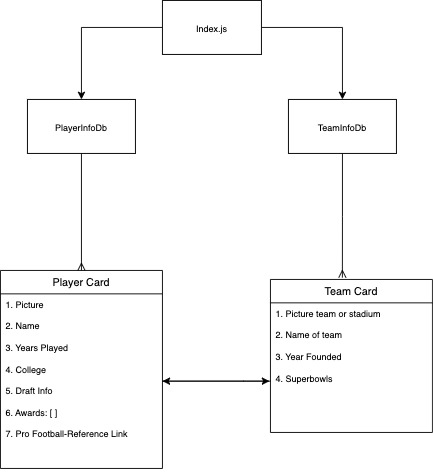 Index.js
PlayerInfoDb
TeamInfoDb
Player Card
1. Picture
2. Name
3. Years Played
4. College
5. Draft Info
6. Awards: [ ]
7. Pro Football-Reference Link
Team Card
1. Picture team or stadium
2. Name of team
3. Year Founded
4. Superbowls